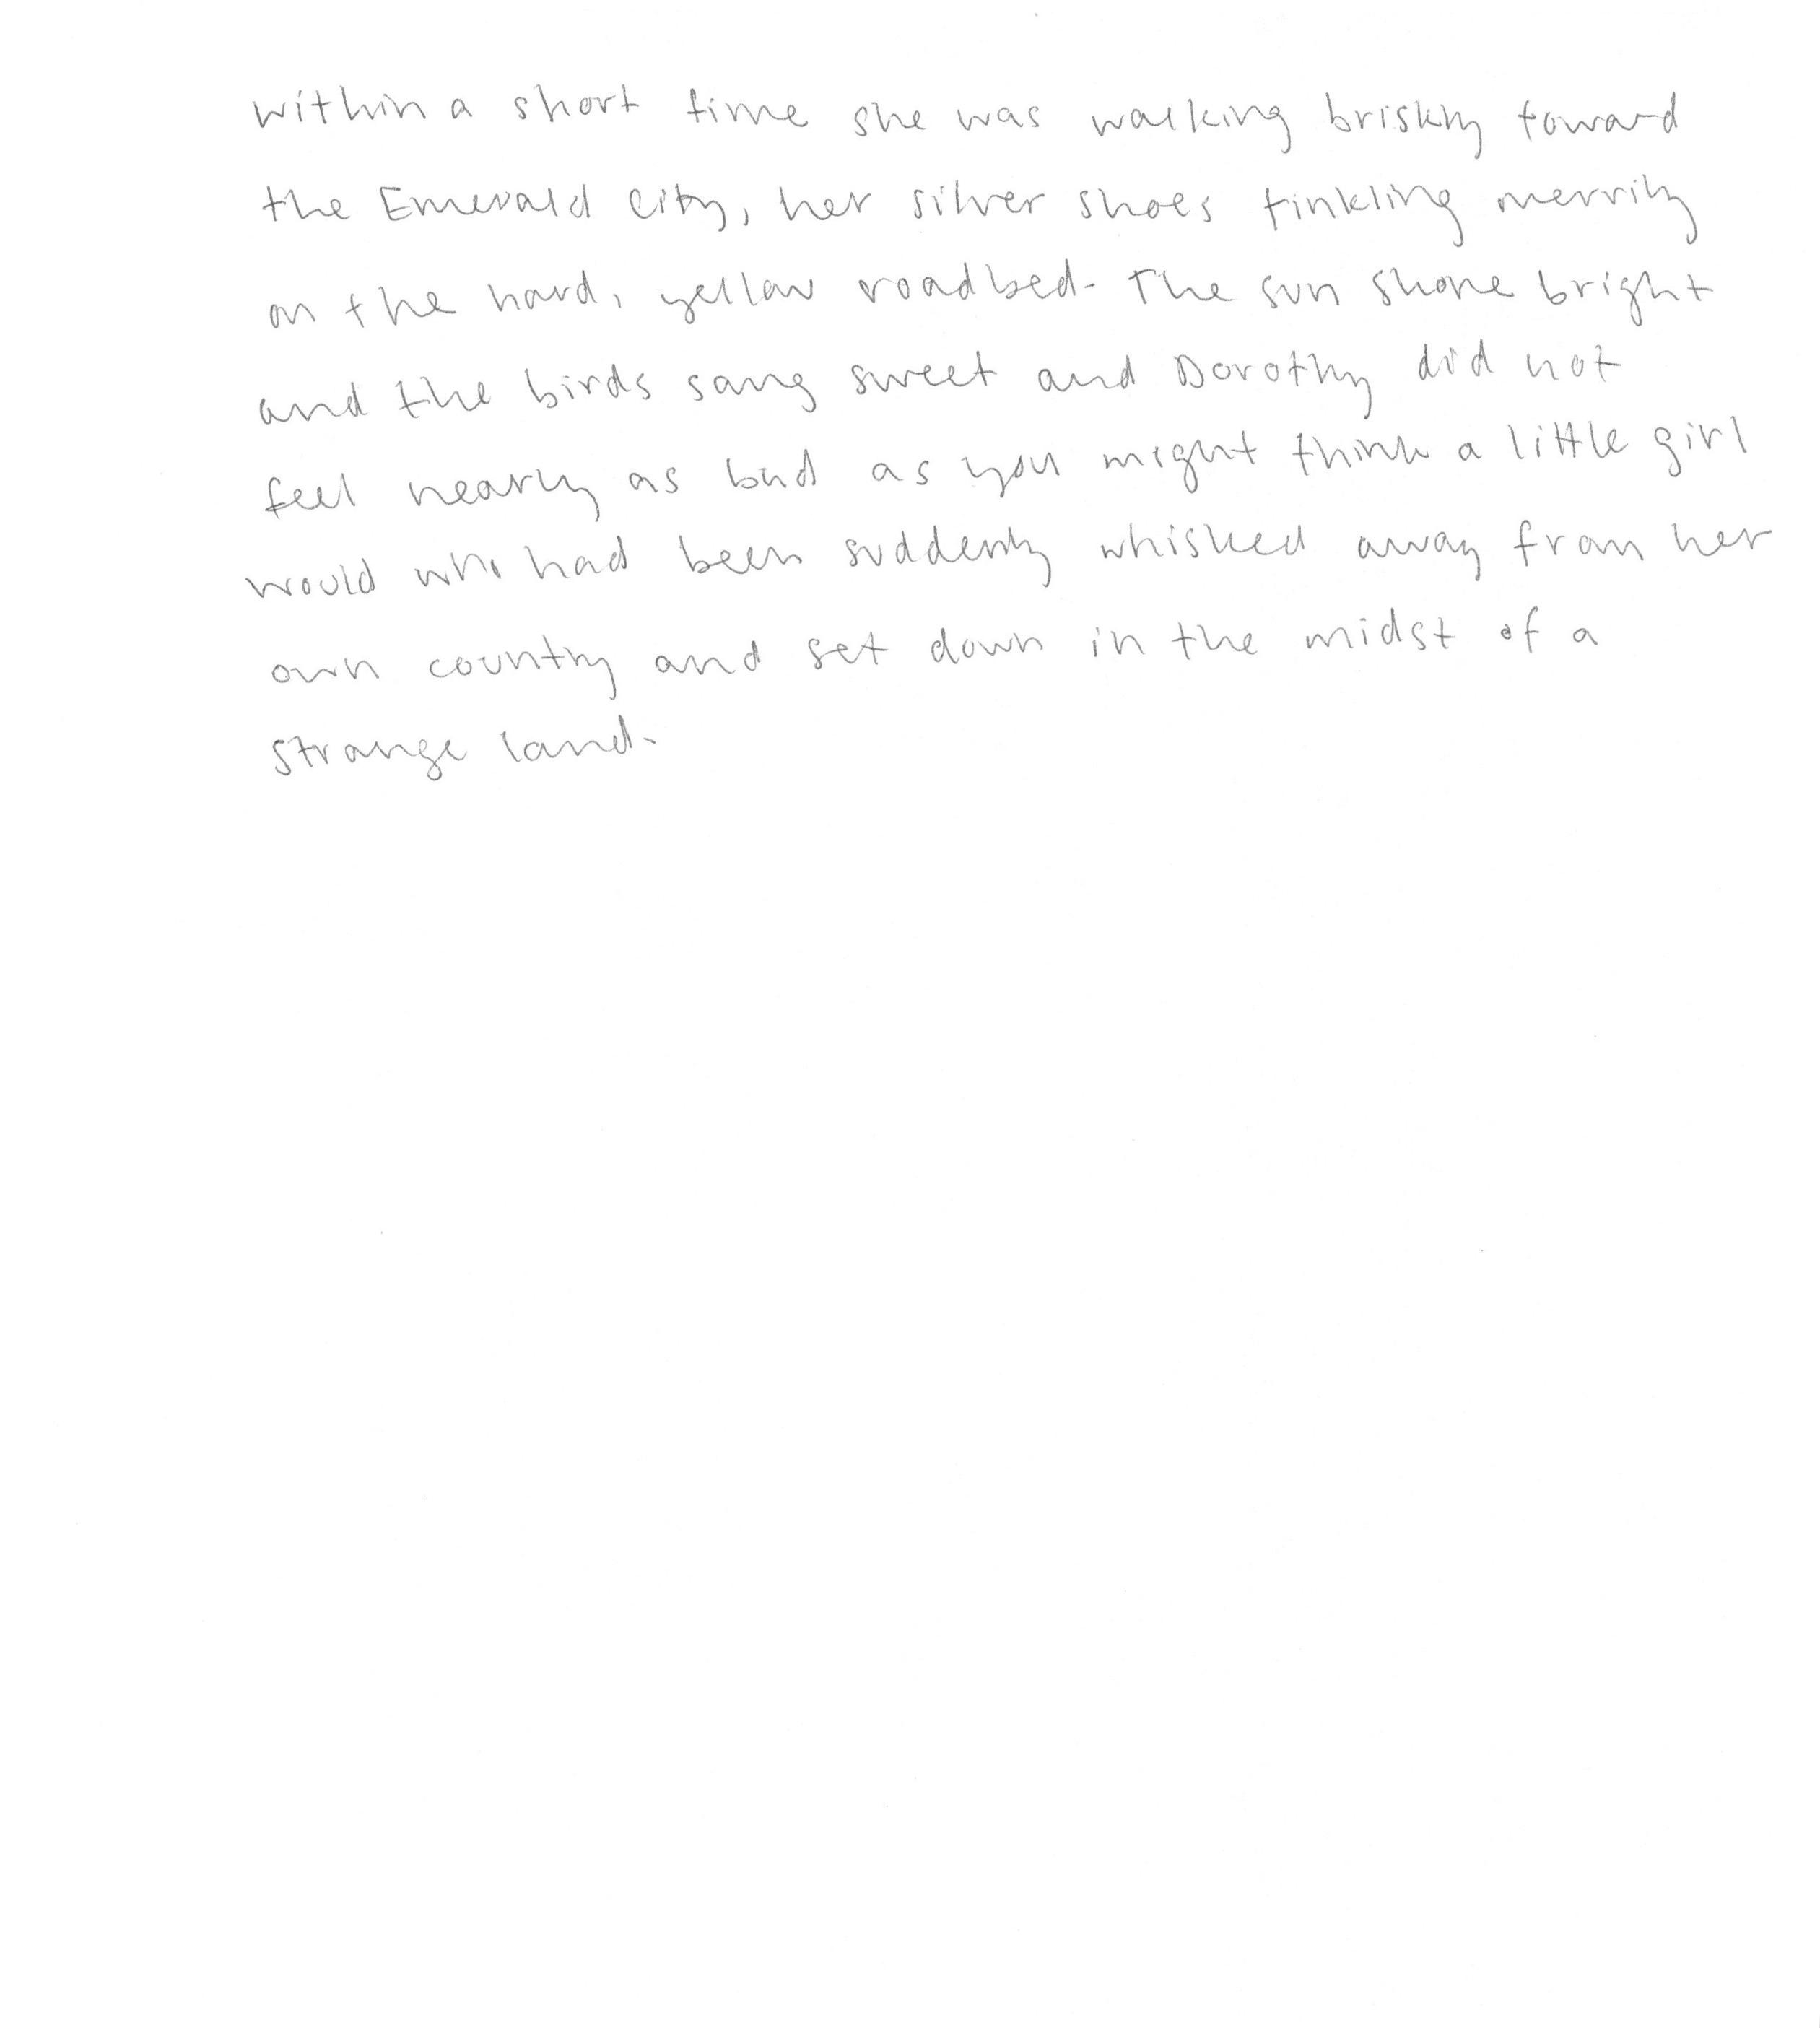 within a short time she was walking briskly toward
the Emerald City, her silver shoes tinkling merrily
on the hard, yellow roadbed. The sun shone bright
and the birds sang sweet and Dorothy did not
feel nearly as bad as you might think a little girl
would who had been suddenly whisked away from her
own country and set down in the midst of a
strange land.